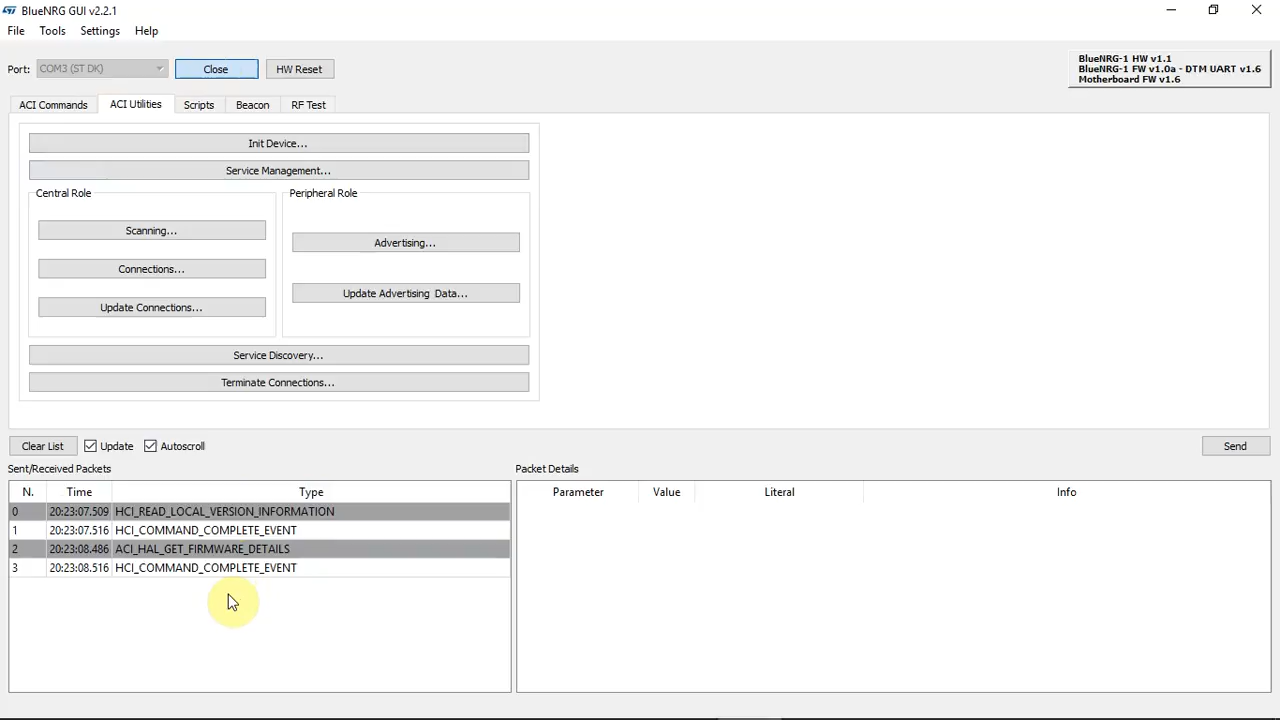 BlueNRG GUI v2.2.1
File Tools Settings Help
Port: COM3 (ST DK) Close HW Reset
BlueNRG-1 HW v1.1
BlueNRG-1 FW v1.0a - DTM UART v1.6
Motherboard FW v1.6
ACI Commands ACI Utilities Scripts Beacon RF Test
Init Device...
Service Management...
Central Role Peripheral Role
Scanning...
Advertising...
Connections...
Update Advertising Data...
Update Connections...
Service Discovery...
Terminate Connections...
Clear List Update Autoscroll Send
Sent/Received Packets Packet Details
N. Time Type Parameter Value Literal Info
0 20:23:07.509 HCI_READ_LOCAL_VERSION_INFORMATION
1 20:23:07.516 HCI_COMMAND_COMPLETE_EVENT
2 20:23:08.486 ACI_HAL_GET_FIRMWARE_DETAILS
3 20:23:08.516 HCI_COMMAND_COMPLETE_EVENT